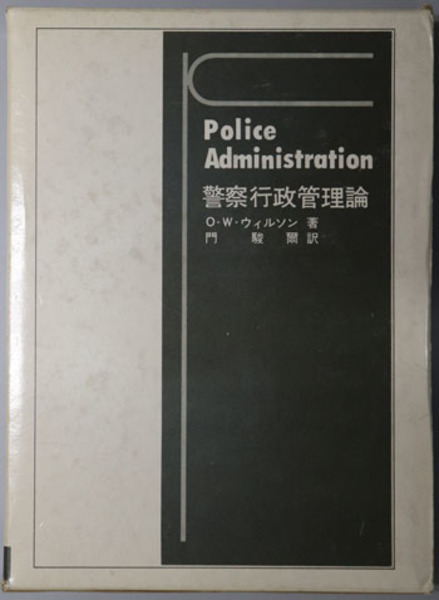 Police
Administration
警察行政管理論
O・W・ウィルソン 著
門 駿 爾 訳